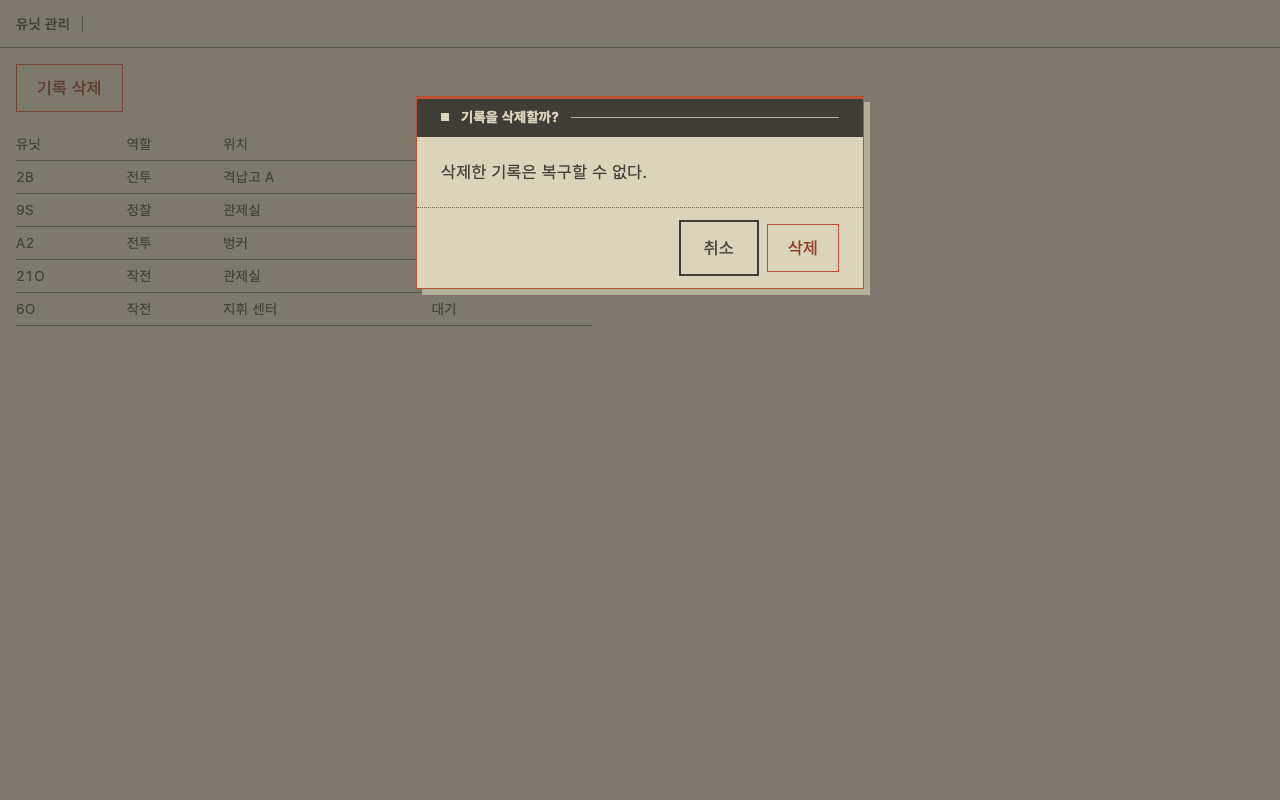 유닛 관리
기록 삭제
유닛 역할 위치
2B 전투 격납고 A
9S 정찰 관제실
A2 전투 벙커
21O 작전 관제실
6O 작전 지휘 센터 대기
기록을 삭제할까?
삭제한 기록은 복구할 수 없다.
취소 삭제